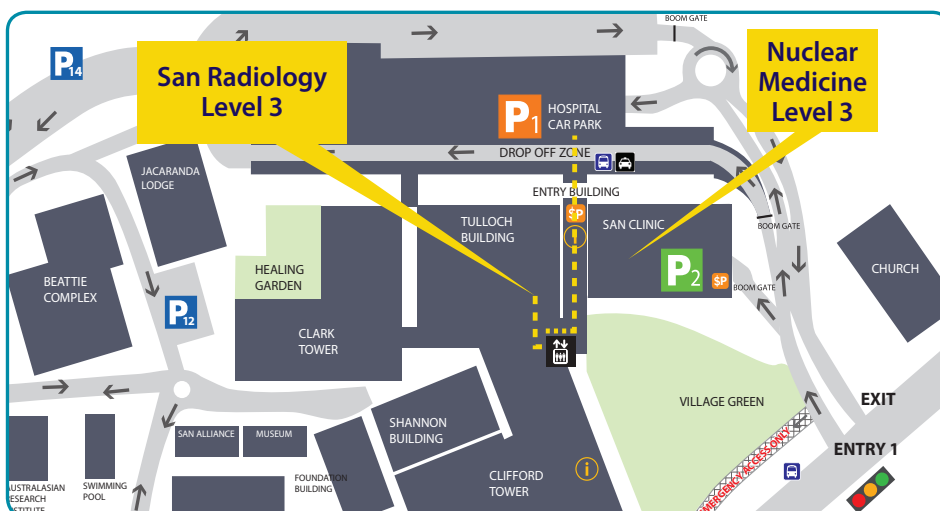 BOOM GATE
P14
San Radiology
Level 3
Nuclear
Medicine
Level 3
P1
HOSPITAL
CAR PARK
DROP OFF ZONE
JACARANDA
LODGE
ENTRY BUILDING
$P
TULLOCH
BUILDING
SAN CLINIC
BOOM GATE
P2
$P
BOOM GATE
CHURCH
HEALING
GARDEN
BEATTIE
COMPLEX
P12
CLARK
TOWER
VILLAGE GREEN
EXIT
SHANNON
BUILDING
SAN ALLIANCE
MUSEUM
ENTRY 1
EMERGENCY ACCESS ONLY
i
CLIFFORD
TOWER
FOUNDATION
BUILDING
SWIMMING
POOL
AUSTRALASIAN
RESEARCH